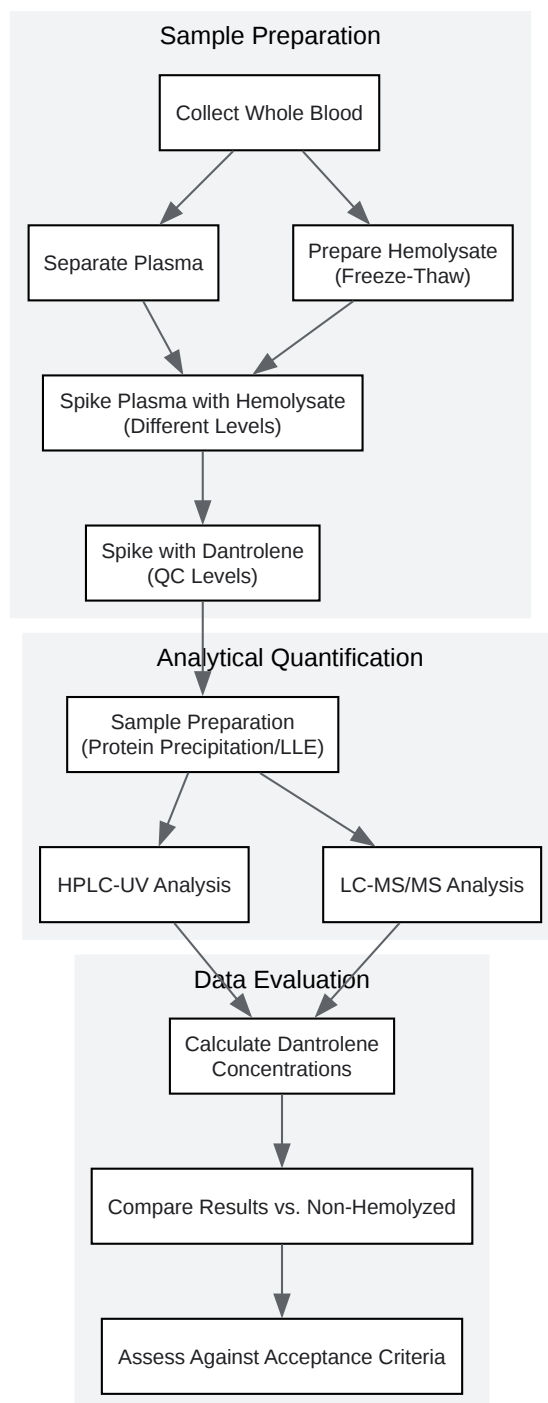 Sample Preparation
Collect Whole Blood
Separate Plasma
Prepare Hemolysate
(Freeze-Thaw)
Spike Plasma with Hemolysate
(Different Levels)
Spike with Dantrolene
(QC Levels)
Analytical Quantification
Sample Preparation
(Protein Precipitation/LLE)
HPLC-UV Analysis
LC-MS/MS Analysis
Data Evaluation
Calculate Dantrolene
Concentrations
Compare Results vs. Non-Hemolyzed
Assess Against Acceptance Criteria